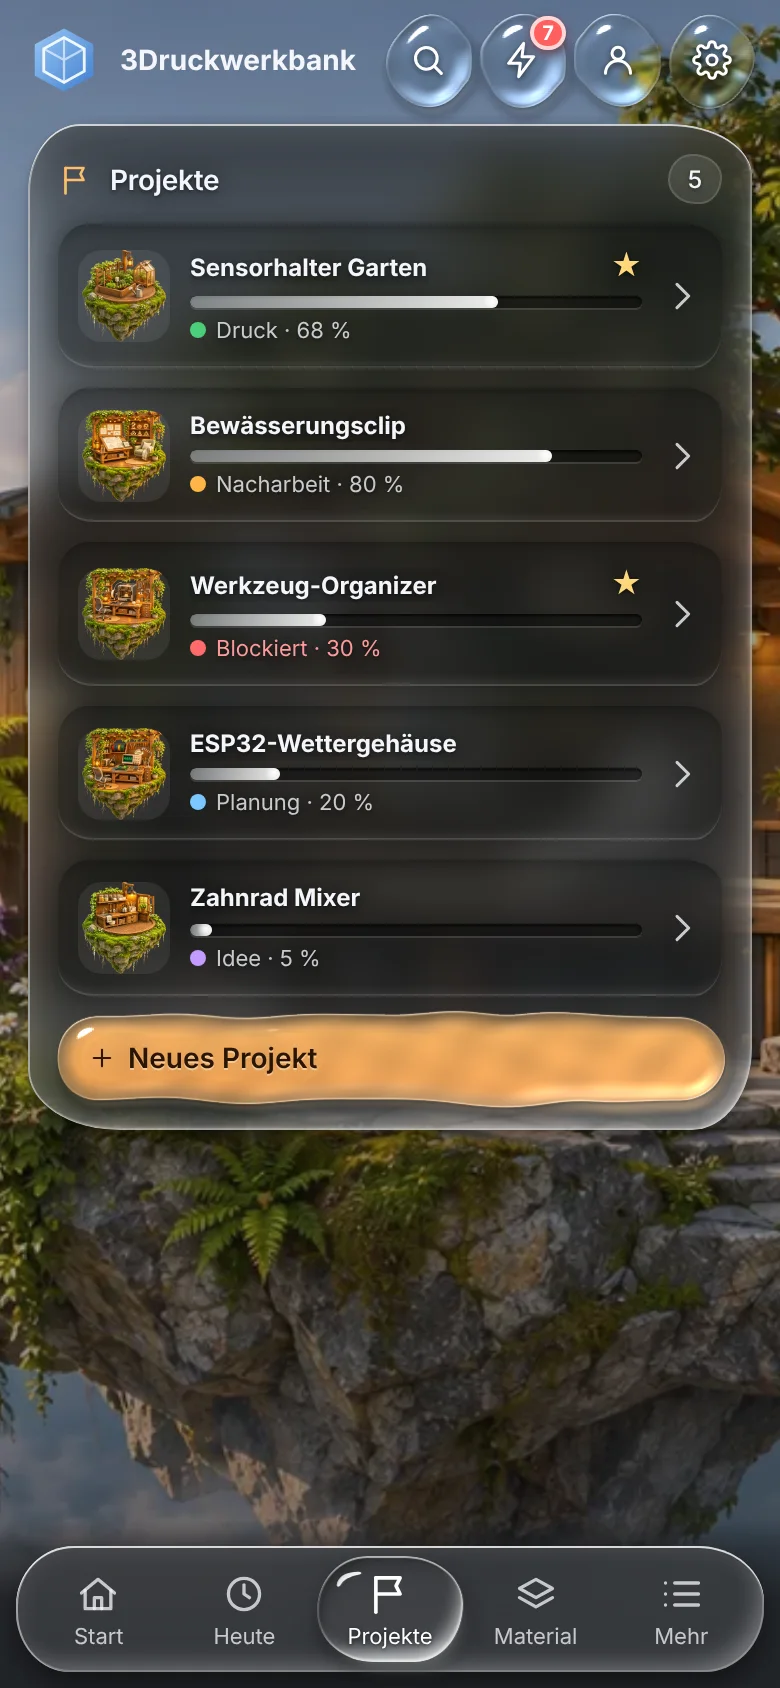 3Druckwerkbank
7
Projekte
5
Sensorhalter Garten
Druck · 68 %
Bewässerungsclip
Nacharbeit · 80 %
Werkzeug-Organizer
Blockiert · 30 %
ESP32-Wettergehäuse
Planung · 20 %
Zahnrad Mixer
Idee · 5 %
+ Neues Projekt
Start
Heute
Projekte
Material
Mehr